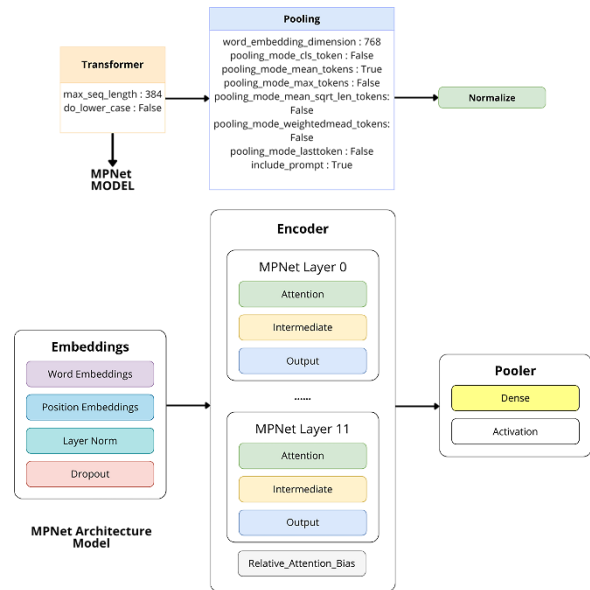 Transformer
max_seq_length : 384
do_lower_case : False
MPNet
MODEL
Pooling
word_embedding_dimension : 768
pooling_mode_cls_token : False
pooling_mode_mean_tokens : True
pooling_mode_max_tokens : False
pooling_mode_mean_sqrt_len_tokens:
False
pooling_mode_weightedmead_tokens:
False
pooling_mode_lasttoken : False
include_prompt : True
Normalize
Embeddings
Word Embeddings
Position Embeddings
Layer Norm
Dropout
MPNet Architecture
Model
Encoder
MPNet Layer 0
Attention
Intermediate
Output
......
MPNet Layer 11
Attention
Intermediate
Output
Relative_Attention_Bias
Pooler
Dense
Activation